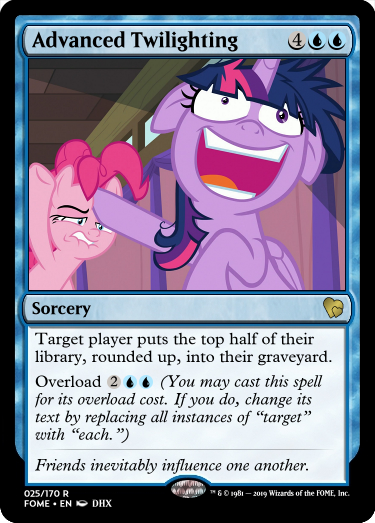 Advanced Twilighting 4
Sorcery
Target player puts the top half of their
library, rounded up, into their graveyard.
Overload 2 (You may cast this spell
for its overload cost. If you do, change its
text by replacing all instances of “target”
with “each.”)
Friends inevitably influence one another.
025/170 R
FOME • EN DHX
™ & © 1981 — 2019 Wizards of the FOME, Inc.